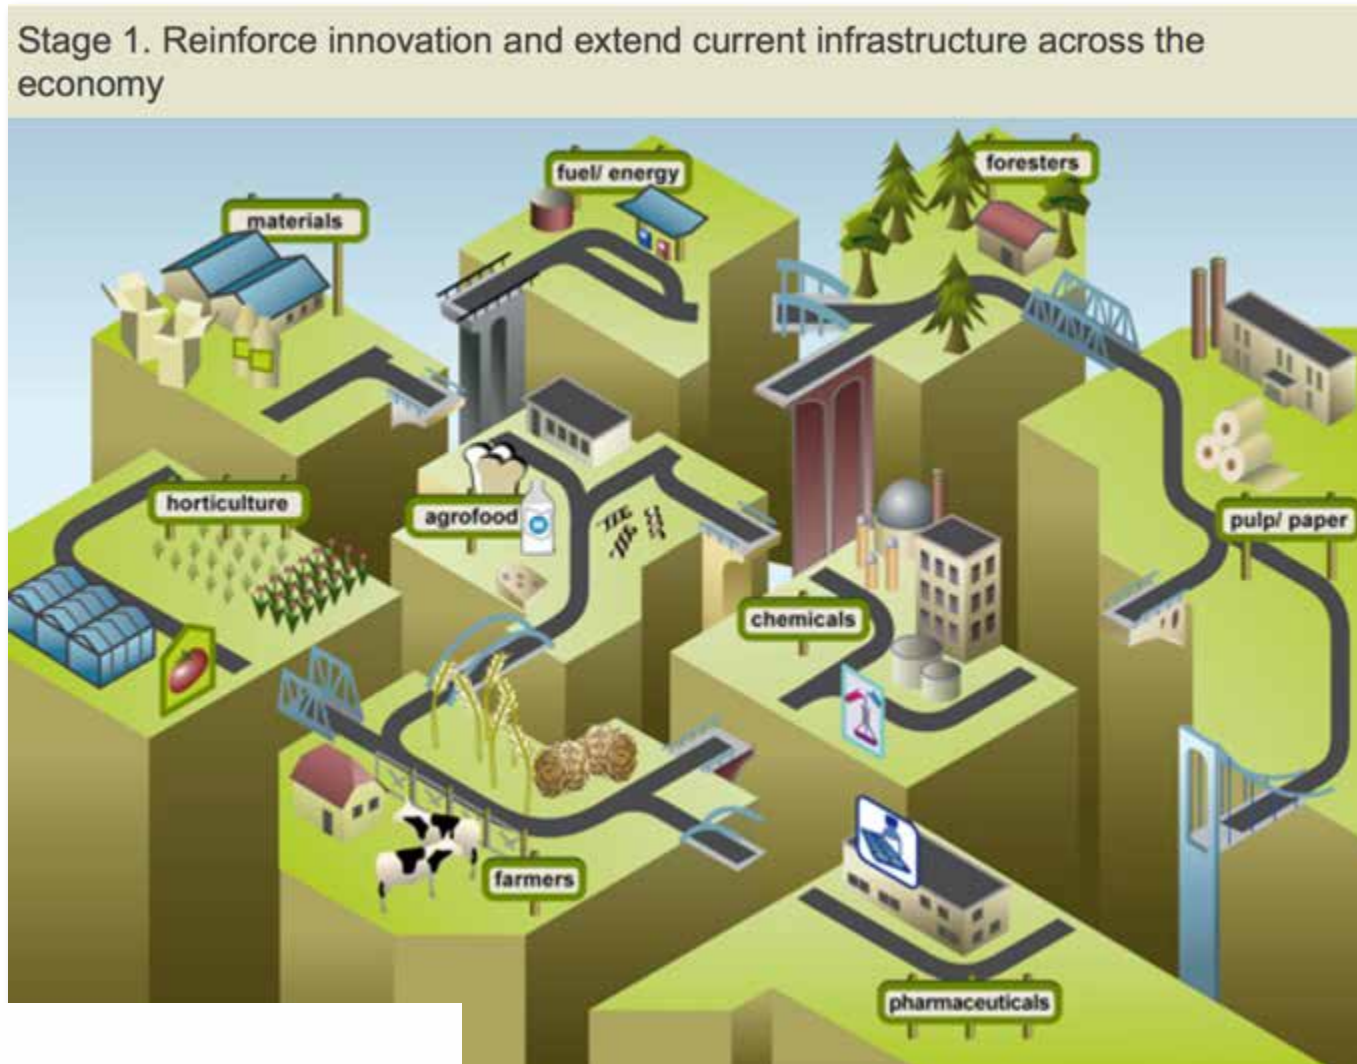 Stage 1. Reinforce innovation and extend current infrastructure across the
economy
fuel/ energy
foresters
materials
horticulture
agrofood
pulp/ paper
chemicals
farmers
pharmaceuticals